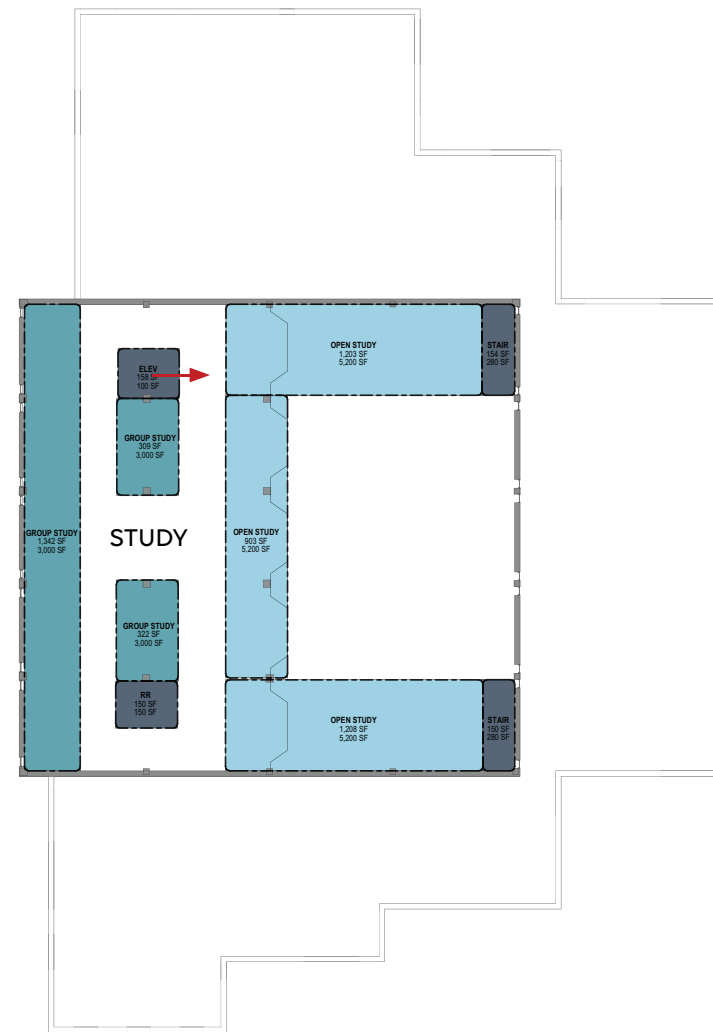 OPEN STUDY
1,203 SF
5,200 SF
STAIR
154 SF
280 SF
ELEV
158 SF
100 SF
GROUP STUDY
309 SF
3,000 SF
GROUP STUDY
1,342 SF
3,000 SF
STUDY
OPEN STUDY
903 SF
5,200 SF
GROUP STUDY
322 SF
3,000 SF
RR
150 SF
150 SF
OPEN STUDY
1,208 SF
5,200 SF
STAIR
150 SF
280 SF